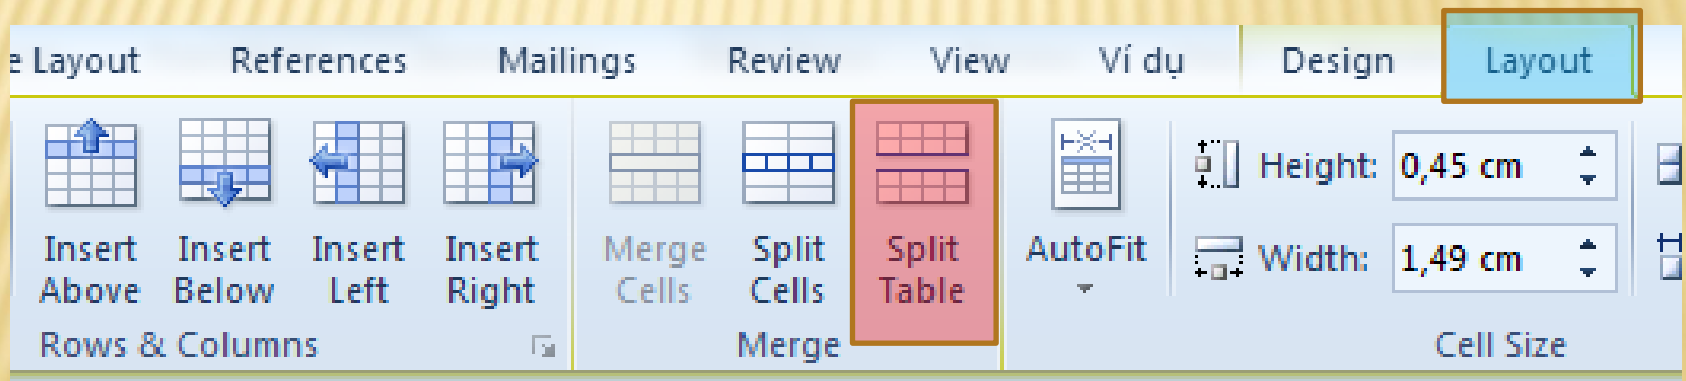 e Layout References Mailings Review View Ví dụ Design Layout
Insert Above
Insert Below
Insert Left
Insert Right
Merge Cells
Split Cells
Split Table
AutoFit
Height: 0,45 cm
Width: 1,49 cm
Rows & Columns
Merge
Cell Size